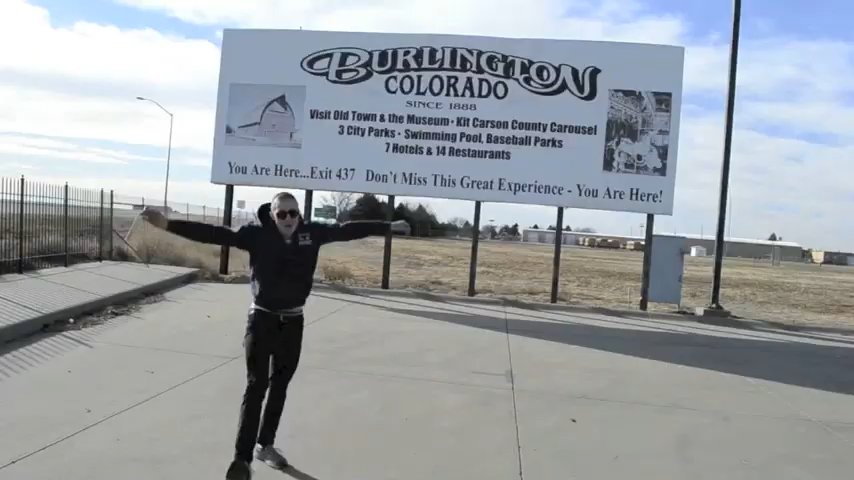 BURLINGTON
COLORADO
SINCE 1888
Visit Old Town & the Museum · Kit Carson County Carousel
3 City Parks · Swimming Pool, Baseball Parks
7 Hotels & 14 Restaurants
You Are Here...Exit 437 Don't Miss This Great Experience - You Are Here!